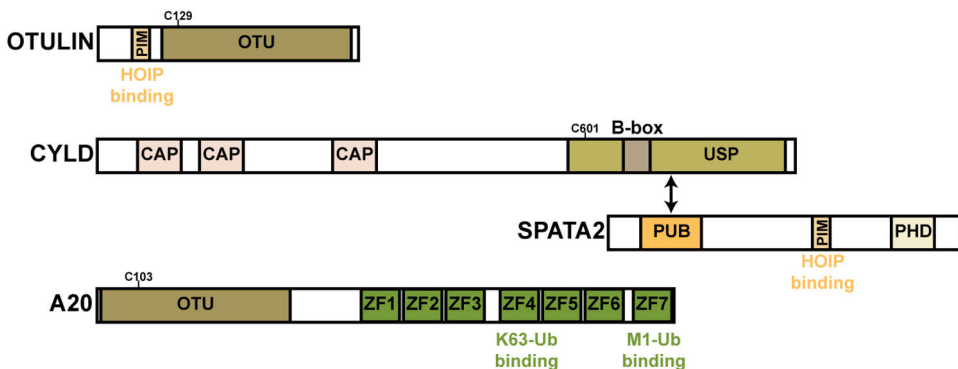 C129
OTULIN
PIM
OTU
HOIP
binding
C601
B-box
CYLD
CAP
CAP
CAP
USP
SPATA2
PUB
PIM
PHD
HOIP
binding
C103
A20
OTU
ZF1
ZF2
ZF3
ZF4
ZF5
ZF6
ZF7
K63-Ub
binding
M1-Ub
binding